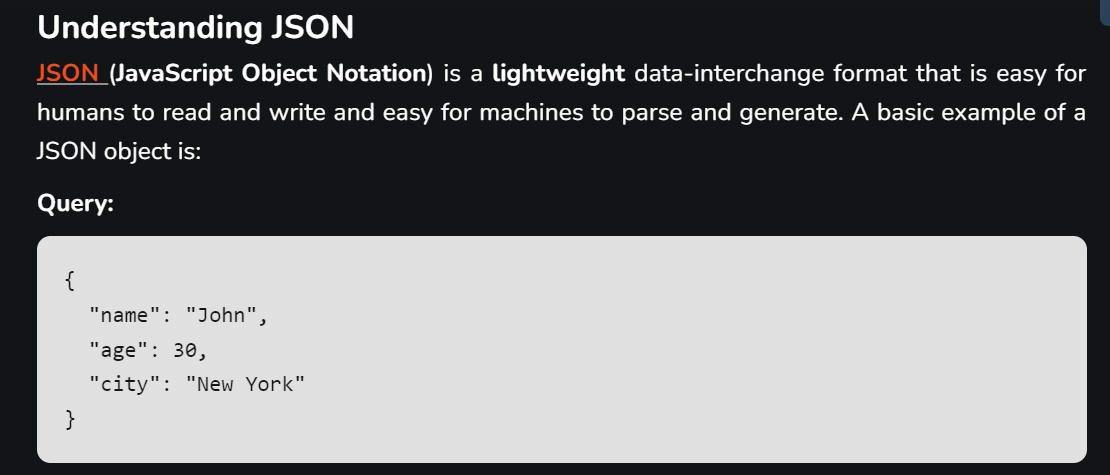 Understanding JSON
JSON (JavaScript Object Notation) is a lightweight data-interchange format that is easy for
humans to read and write and easy for machines to parse and generate. A basic example of a
JSON object is:
Query:
{
  "name": "John",
  "age": 30,
  "city": "New York"
}